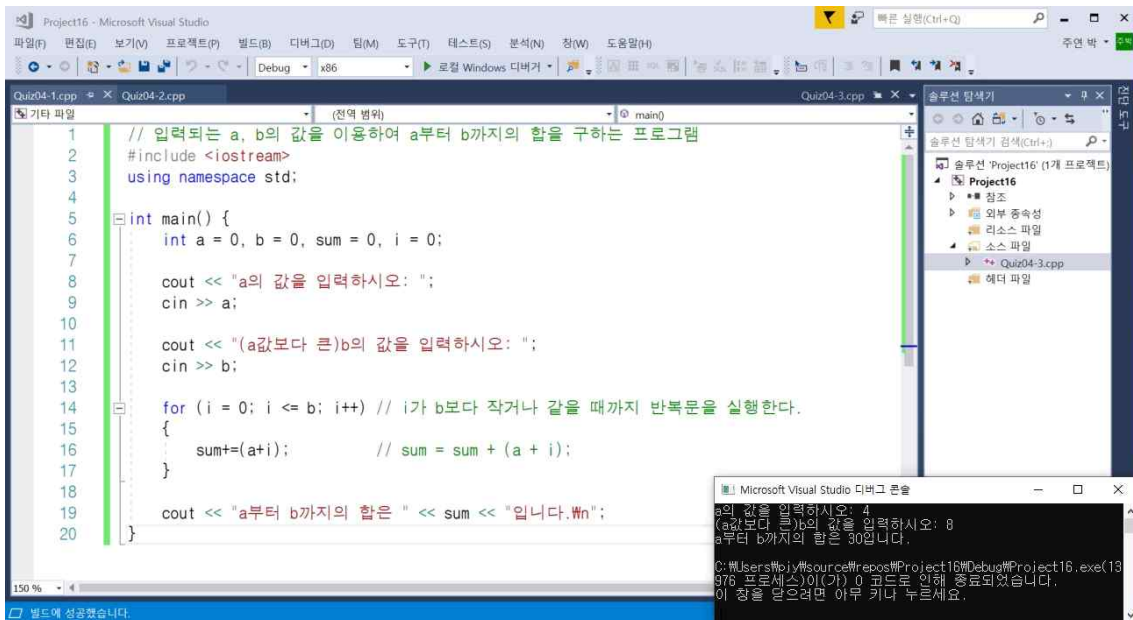 Project16 - Microsoft Visual Studio
빠른 실행(Ctrl+Q)
파일(F) 편집(E) 보기(V) 프로젝트(P) 빌드(B) 디버그(D) 팀(M) 도구(T) 테스트(S) 분석(N) 창(W) 도움말(H)
주연 박
Debug x86 로컬 Windows 디버거
Quiz04-1.cpp Quiz04-2.cpp Quiz04-3.cpp
기타 파일 (전역 범위) main()
1 // 입력되는 a, b의 값을 이용하여 a부터 b까지의 합을 구하는 프로그램
2 #include <iostream>
3 using namespace std;
4
5 int main() {
6 int a = 0, b = 0, sum = 0, i = 0;
7
8 cout << "a의 값을 입력하시오: ";
9 cin >> a;
10
11 cout << "(a값보다 큰)b의 값을 입력하시오: ";
12 cin >> b;
13
14 for (i = 0; i <= b; i++) // i가 b보다 작거나 같을 때까지 반복문을 실행한다.
15 {
16 sum+=(a+i); // sum = sum + (a + i);
17 }
18
19 cout << "a부터 b까지의 합은 " << sum << "입니다.₩n";
20 }
150 %
빌드에 성공했습니다.
솔루션 탐색기
솔루션 탐색기 검색(Ctrl+;)
솔루션 'Project16' (1개 프로젝트)
Project16
참조
외부 종속성
리소스 파일
소스 파일
Quiz04-3.cpp
헤더 파일
진단 도구
Microsoft Visual Studio 디버그 콘솔
a의 값을 입력하시오: 4
(a값보다 큰)b의 값을 입력하시오: 8
a부터 b까지의 합은 30입니다.
C:₩Users₩pjy₩source₩repos₩Project16₩Debug₩Project16.exe(13
976 프로세스)이(가) 0 코드로 인해 종료되었습니다.
이 창을 닫으려면 아무 키나 누르세요.